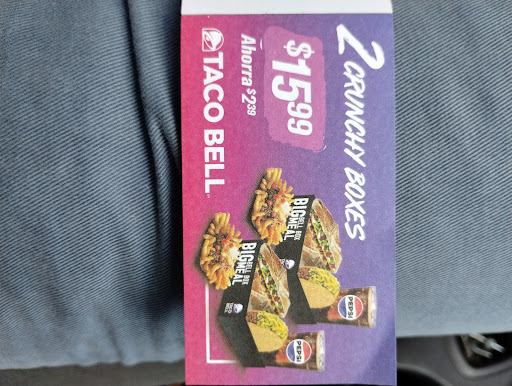 2 CRUNCHY BOXES
$15.99
Ahorra $2.39
TACO BELL
BIG BELL BOX MEAL
PEPSI
BIG BELL BOX MEAL
PEPSI